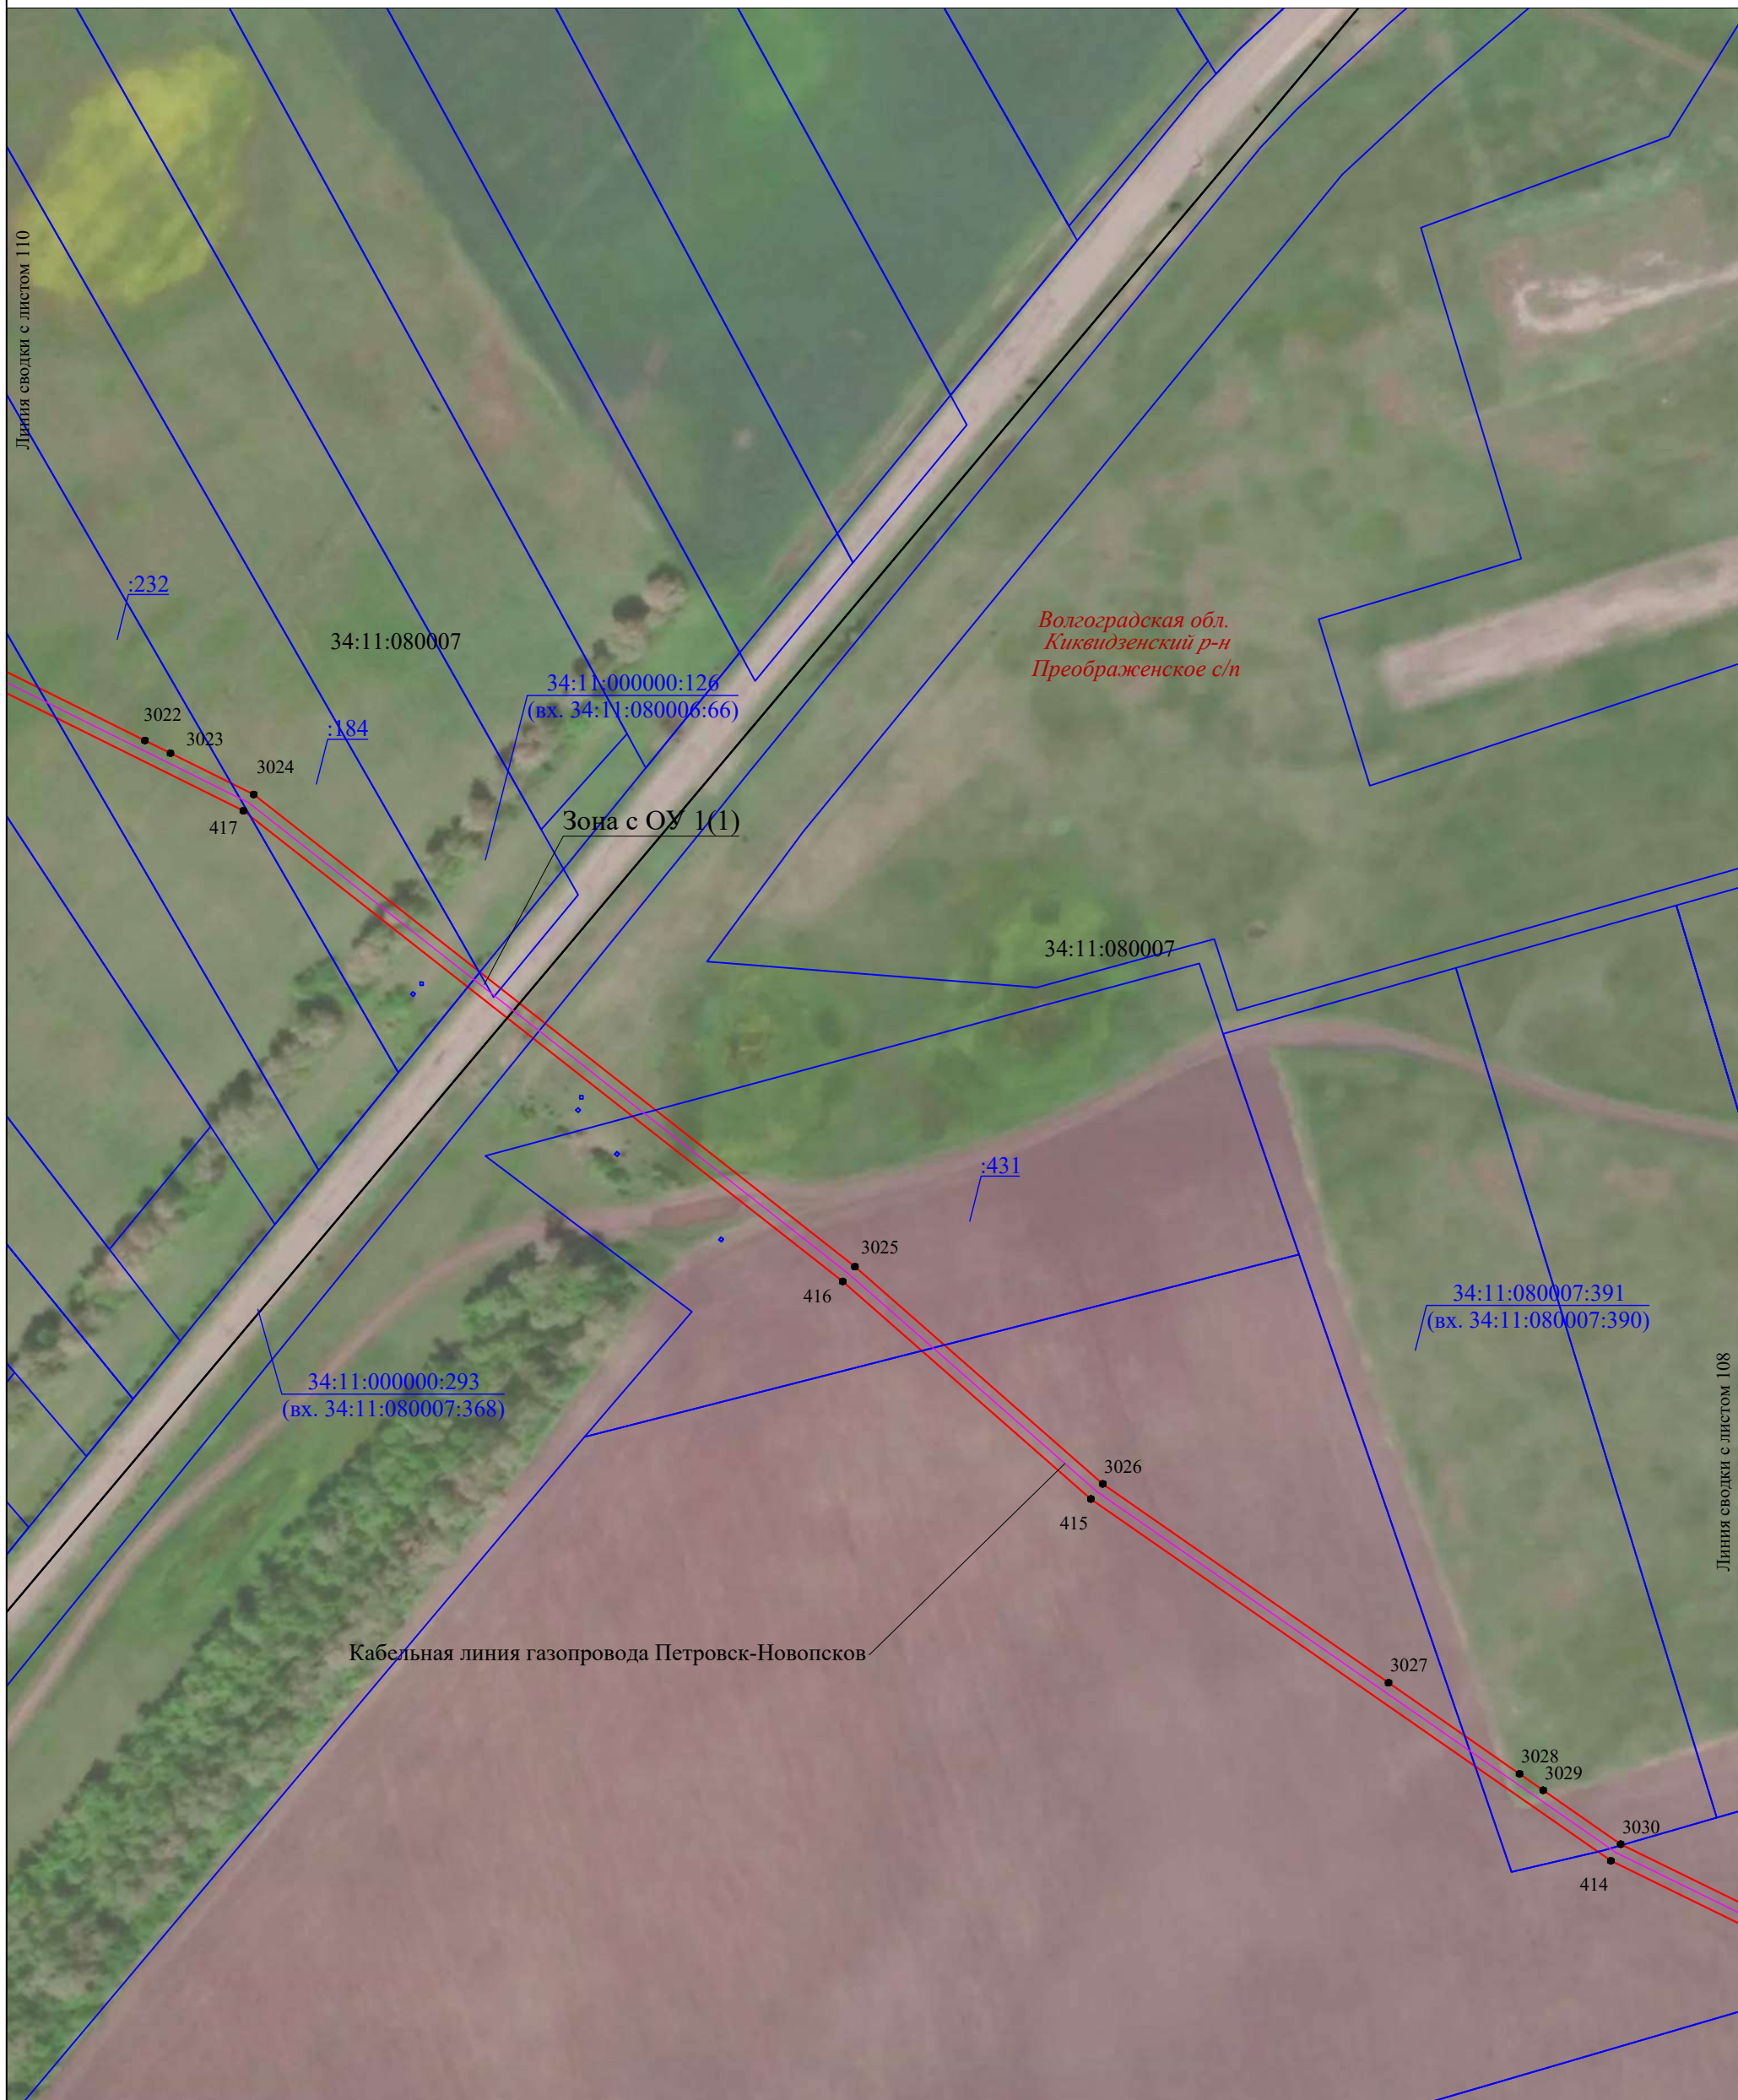 Линия сводки с листом 110
:232
34:11:080007
Волгоградская обл.
Киквидзенский р-н
Преображенское с/п
34:11:000000:126
(вх. 34:11:080006:66)
3022
:184
3023
3024
417
Зона с ОУ 1(1)
34:11:080007
:431
3025
416
34:11:080007:391
(вх. 34:11:080007:390)
34:11:000000:293
(вх. 34:11:080007:368)
Линия сводки с листом 108
3026
415
Кабельная линия газопровода Петровск-Новопсков
3027
3028
3029
3030
414